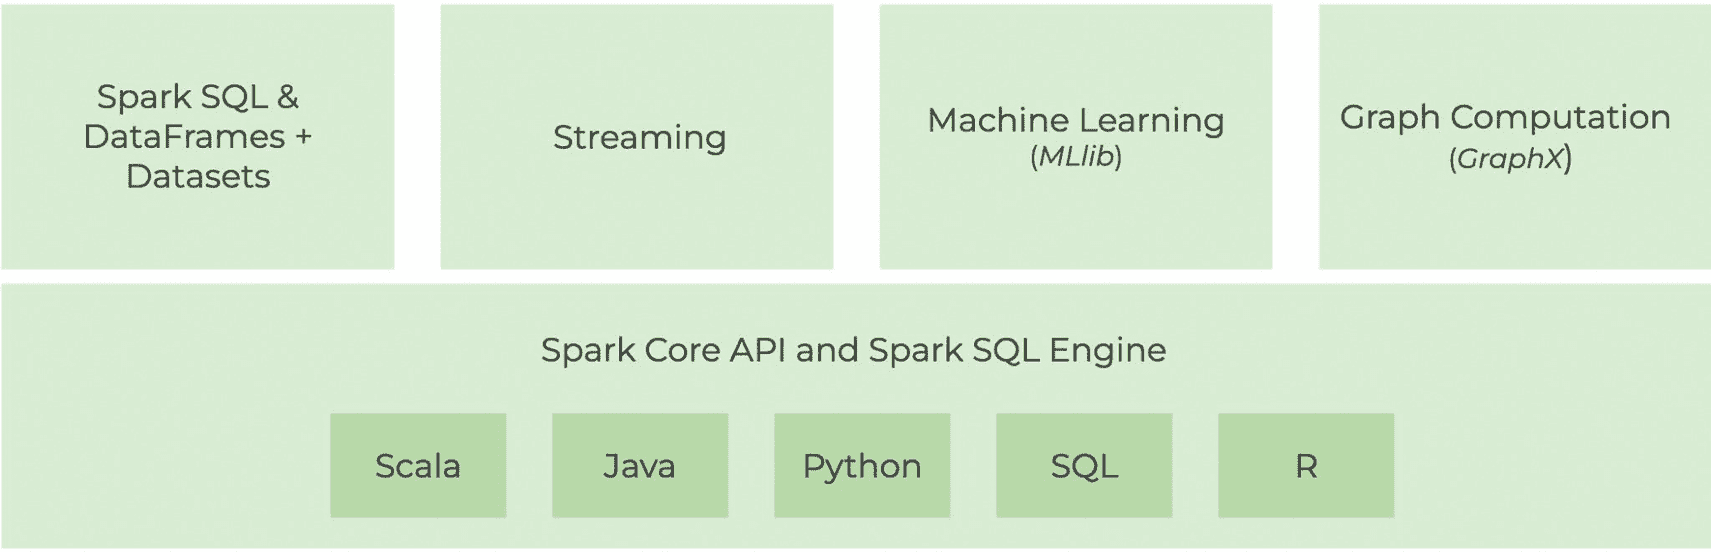 Spark SQL &
DataFrames +
Datasets
Streaming
Machine Learning
(MLlib)
Graph Computation
(GraphX)
Spark Core API and Spark SQL Engine
Scala
Java
Python
SQL
R